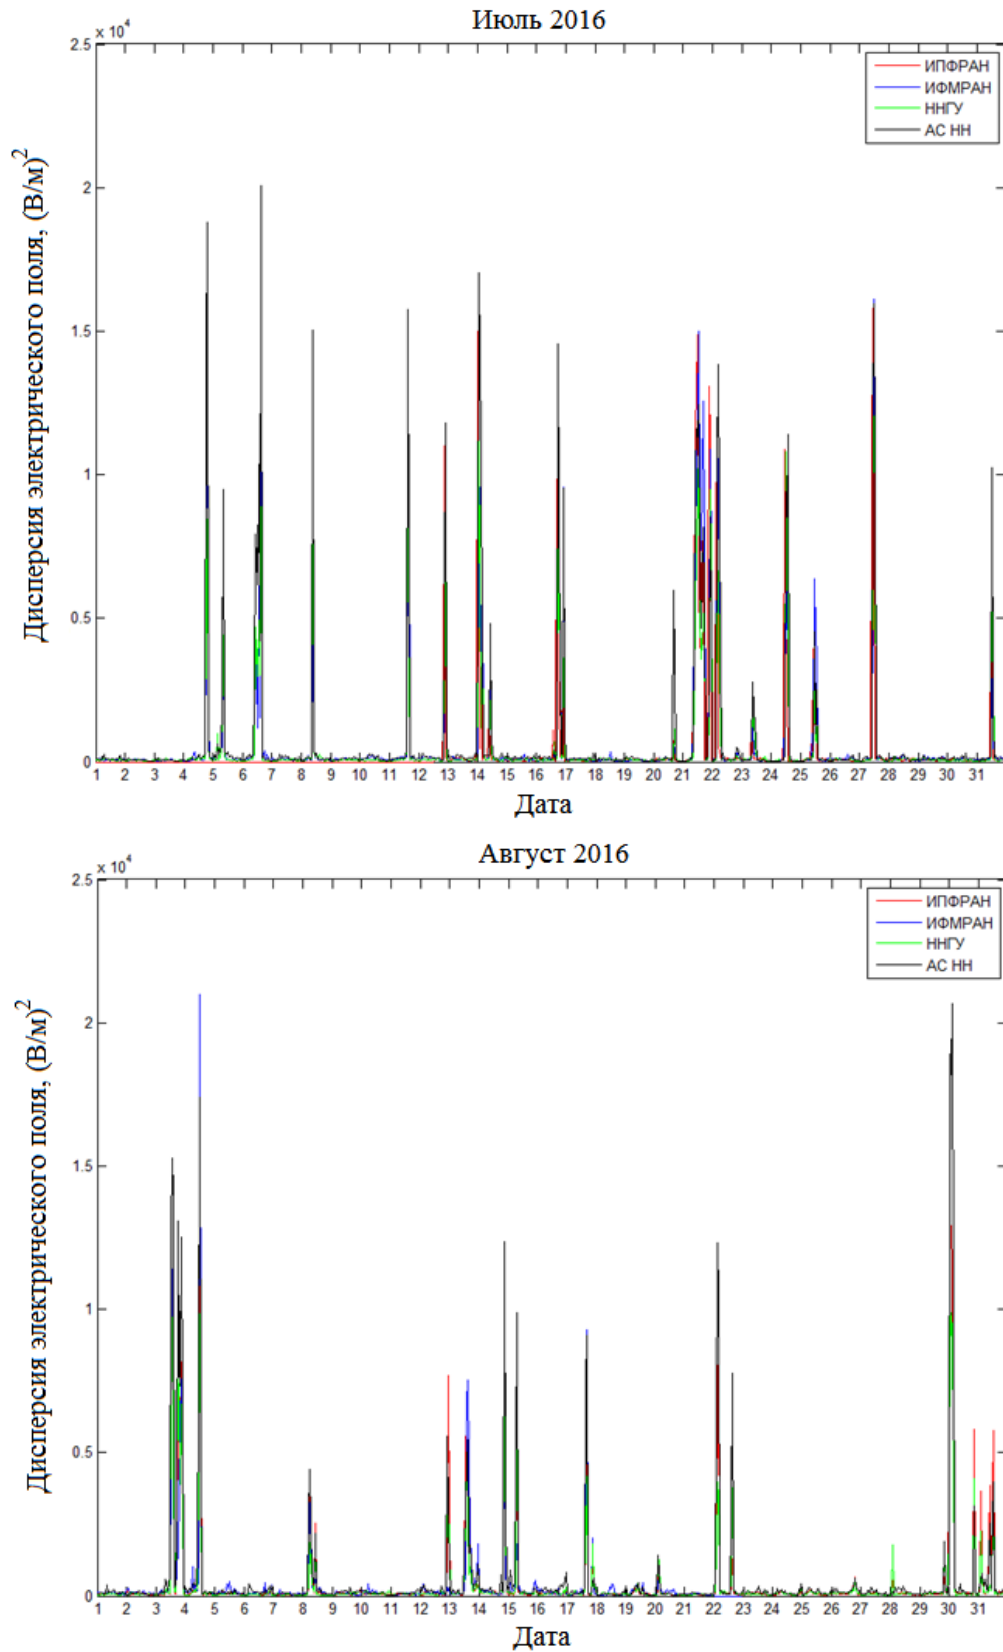 Июль 2016
x 10⁴
2.5
ИПФРАН
ИФМРАН
ННГУ
АС НН
2
1.5
1
0.5
0
Дисперсия электрического поля, (В/м)²
1 2 3 4 5 6 7 8 9 10 11 12 13 14 15 16 17 20 21 22 23 24 25 26 27 28 29 30 31
Дата
Август 2016
x 10⁴
2.5
ИПФРАН
ИФМРАН
ННГУ
АС НН
2
1.5
1
0.5
0
Дисперсия электрического поля, (В/м)²
1 2 3 4 5 6 7 8 9 10 11 12 13 14 15 16 17 18 19 20 21 22 23 24 25 26 27 28 29 30 31
Дата